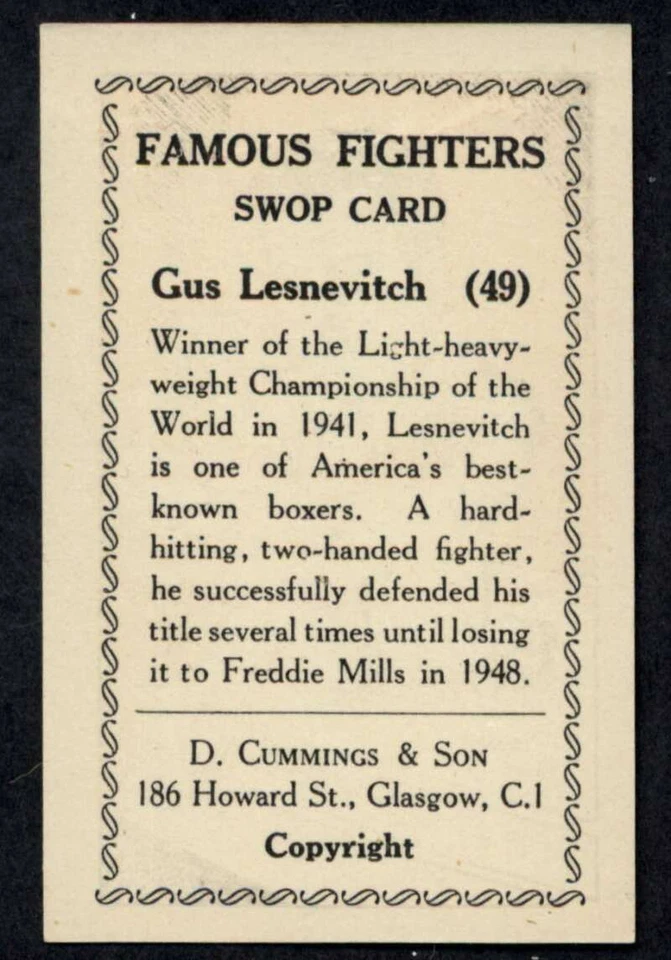 FAMOUS FIGHTERS
SWOP CARD
Gus Lesnevitch (49)
Winner of the Light-heavy-
weight Championship of the
World in 1941, Lesnevitch
is one of America's best-
known boxers. A hard-
hitting, two-handed fighter,
he successfully defended his
title several times until losing
it to Freddie Mills in 1948.
D. CUMMINGS & SON
186 Howard St., Glasgow, C.1
Copyright